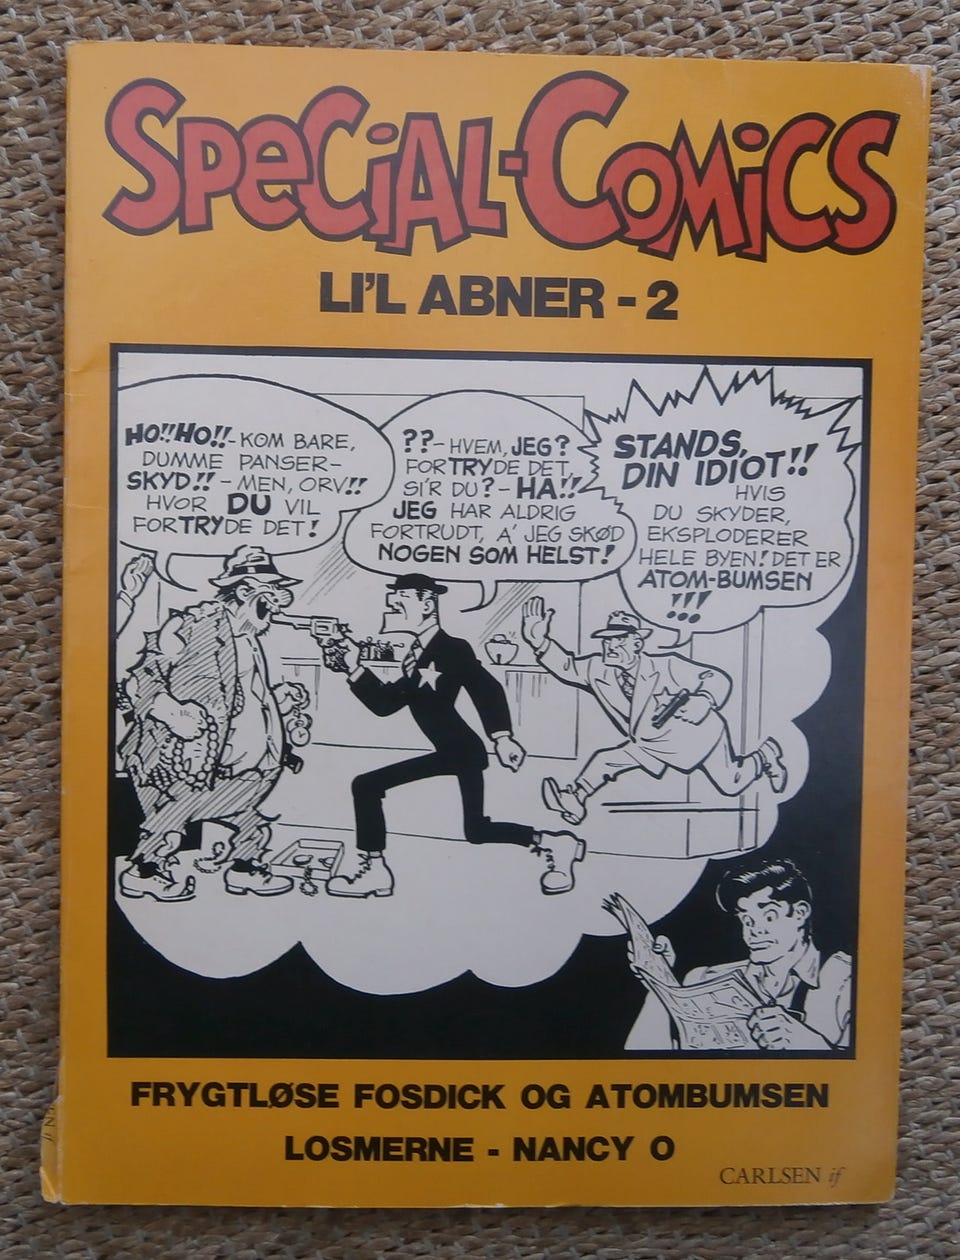 SPECIAL-COMICS
LI'L ABNER - 2
HO!! HO!! - KOM BARE,
DUMME PANSER -
SKYD!! - MEN, ORV!!
HVOR DU VIL
FORTRYDE DET!
?? - HVEM, JEG?
FORTRYDE DET,
SI'R DU? - HA!!
JEG HAR ALDRIG
FORTRUDT, A' JEG SKØD
NOGEN SOM HELST!
STANDS,
DIN IDIOT!!
HVIS
DU SKYDER,
EKSPLODERER
HELE BYEN! DET ER
ATOM-BUMSEN
!!!
FRYGTLØSE FOSDICK OG ATOMBUMSEN
LOSMERNE - NANCY O
CARLSEN if